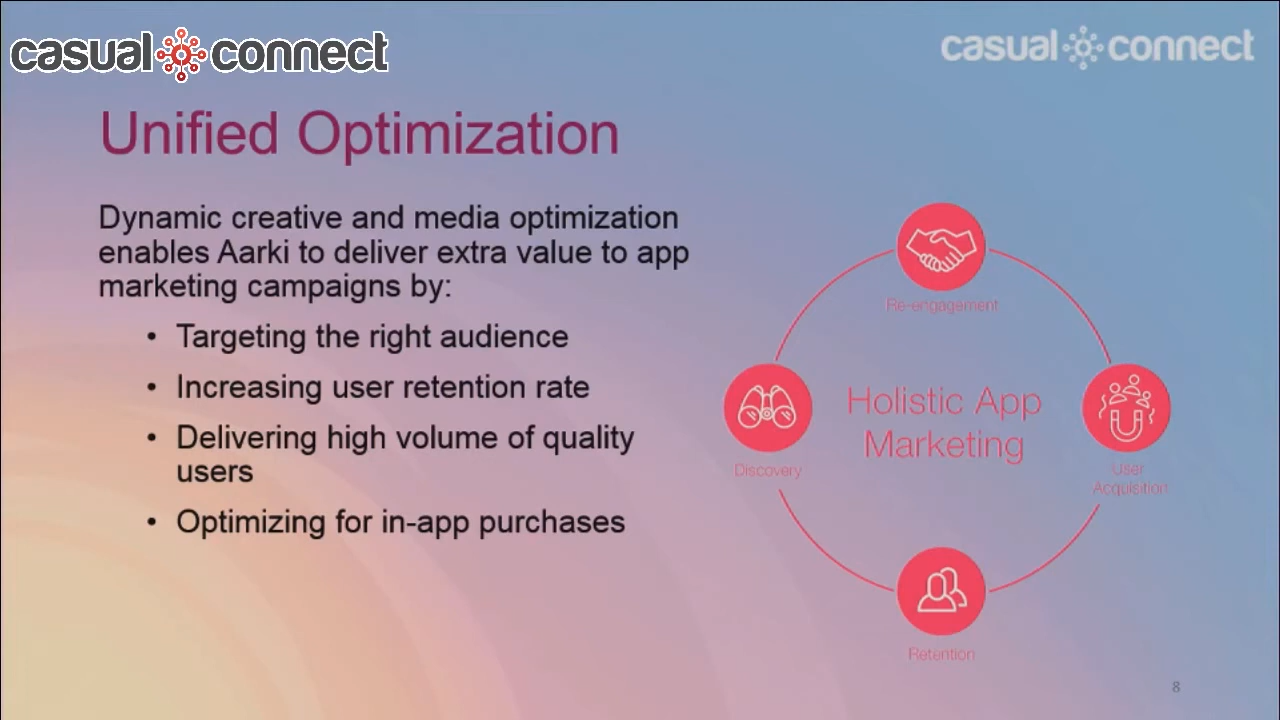 casual connect
casual connect
Unified Optimization
Dynamic creative and media optimization
enables Aarki to deliver extra value to app
marketing campaigns by:
• Targeting the right audience
• Increasing user retention rate
• Delivering high volume of quality
users
• Optimizing for in-app purchases
Re-engagement
Holistic App
Marketing
Discovery
User
Acquisition
Retention
8